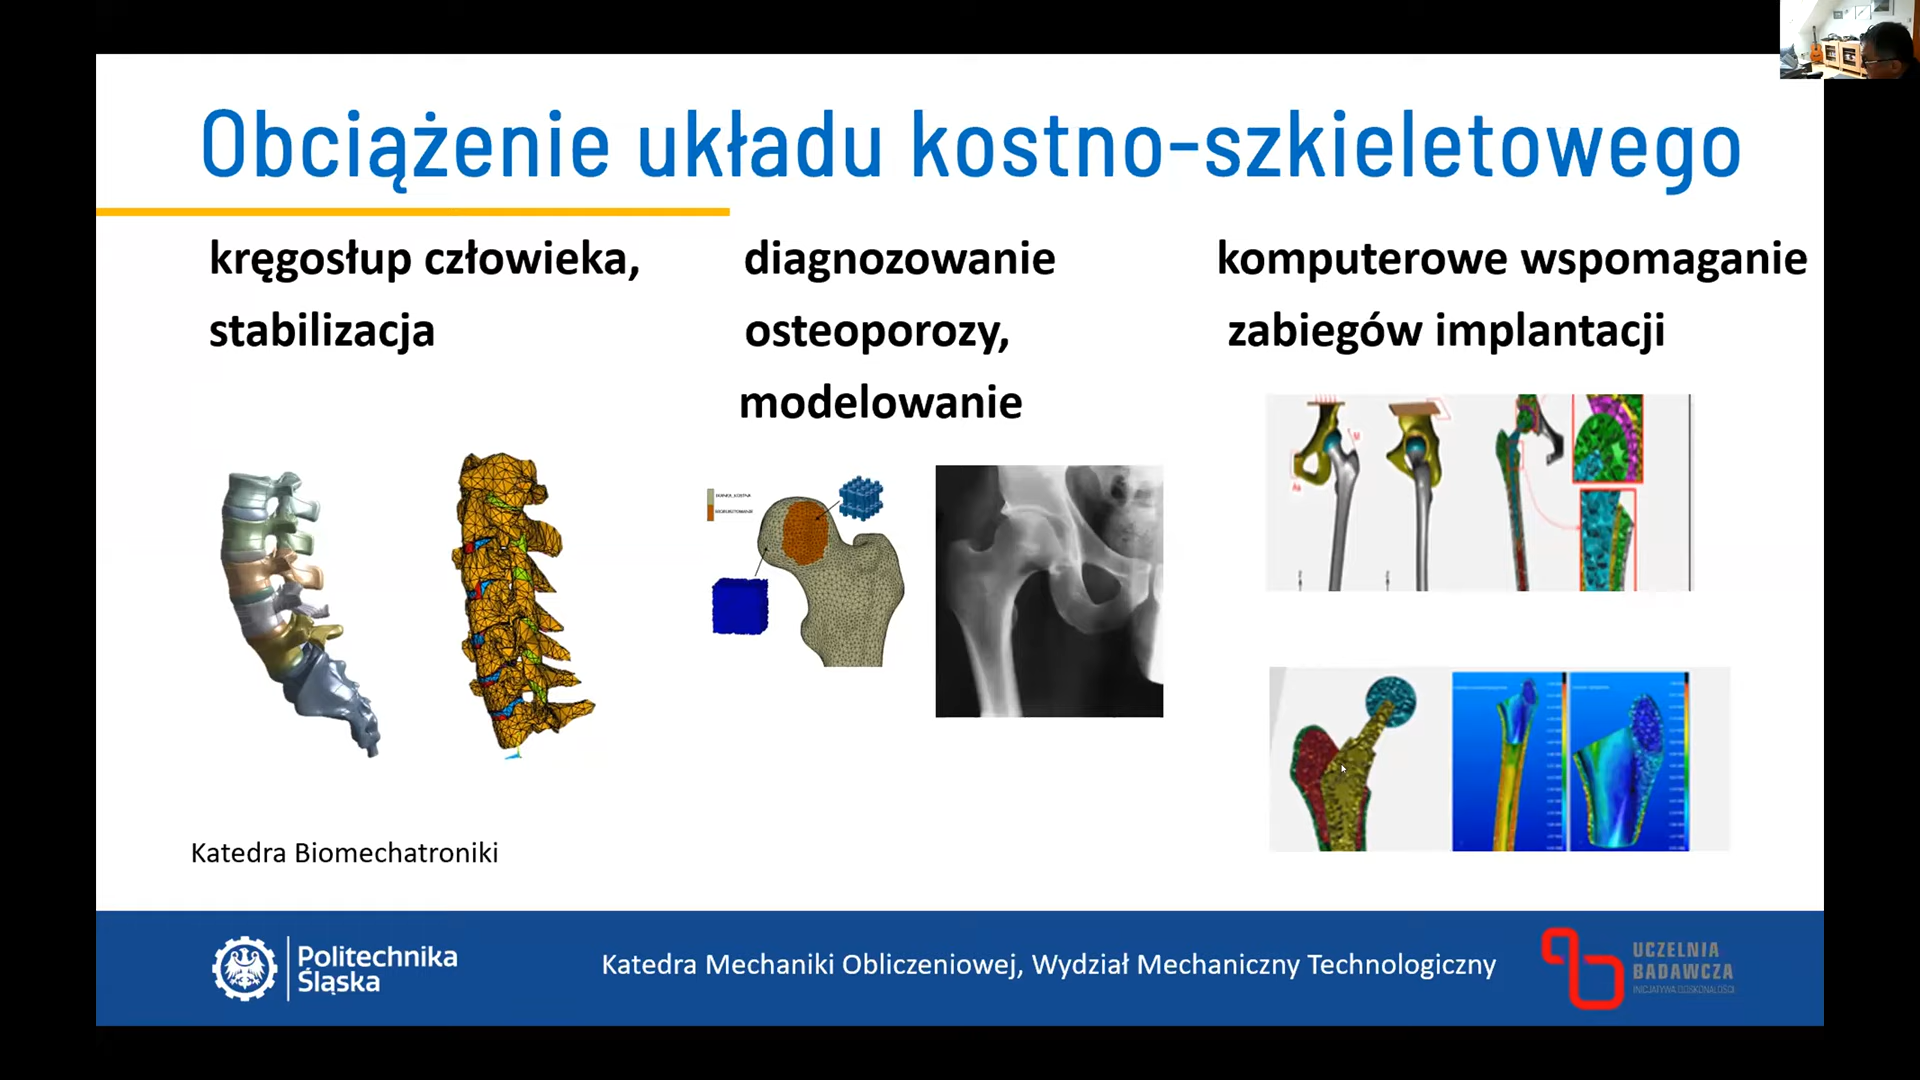 Obciążenie układu kostno-szkieletowego
kręgosłup człowieka,
stabilizacja
diagnozowanie
osteoporozy,
modelowanie
komputerowe wspomaganie
zabiegów implantacji
Katedra Biomechatroniki
Politechnika
Śląska
Katedra Mechaniki Obliczeniowej, Wydział Mechaniczny Technologiczny
UCZELNIA
BADAWCZA
INICJATYWA DOSKONAŁOŚCI